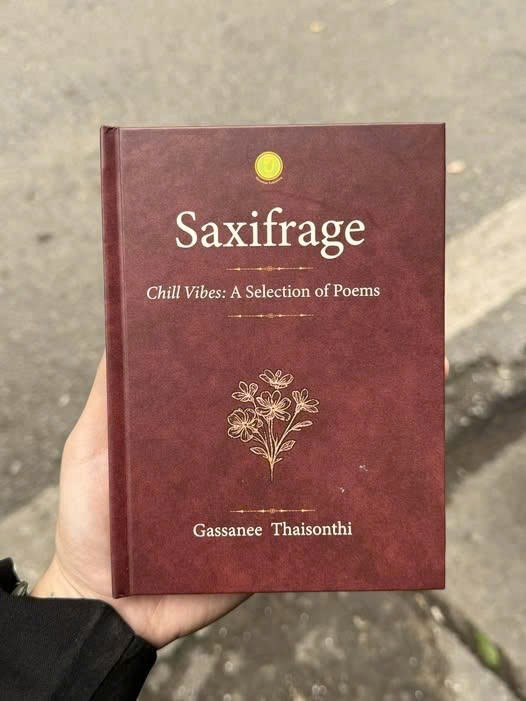 Saxifrage
Chill Vibes: A Selection of Poems
Gassanee Thaisonthi